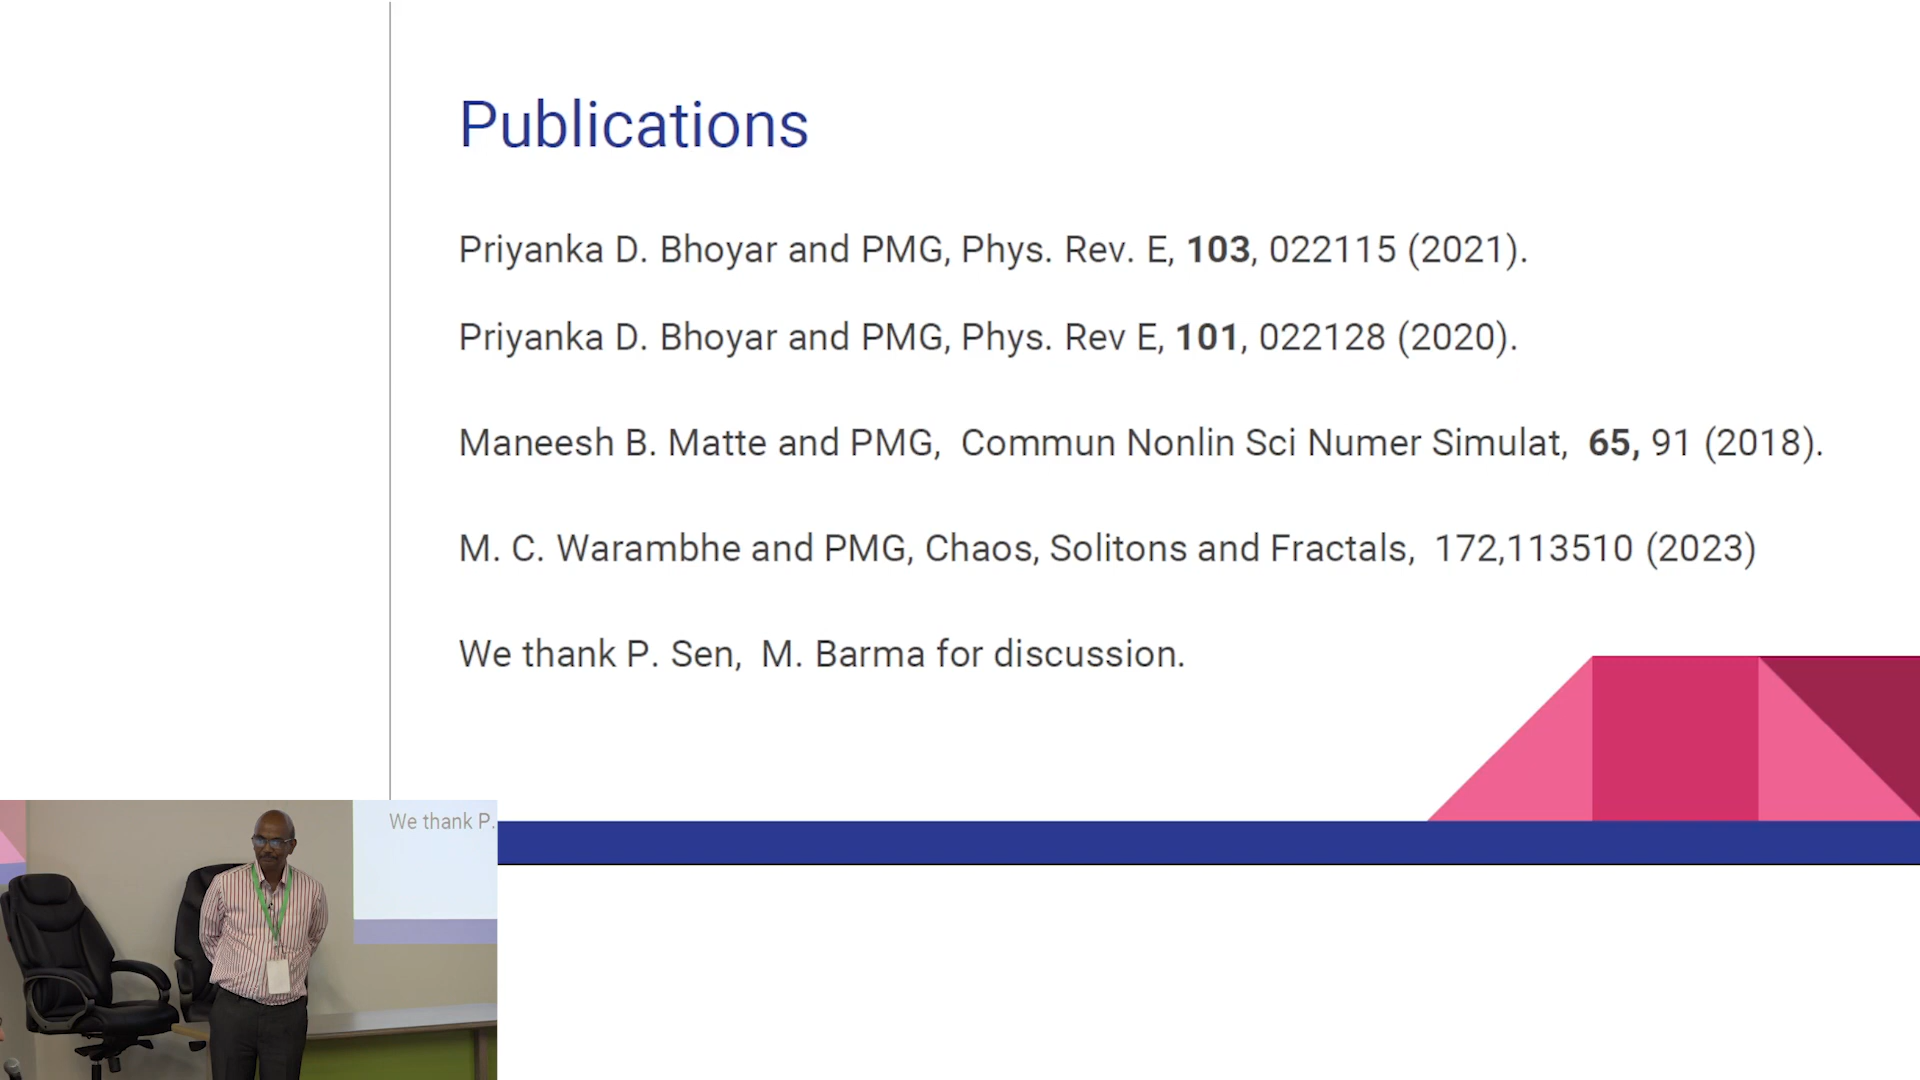 Publications
Priyanka D. Bhoyar and PMG, Phys. Rev. E, 103, 022115 (2021).
Priyanka D. Bhoyar and PMG, Phys. Rev E, 101, 022128 (2020).
Maneesh B. Matte and PMG, Commun Nonlin Sci Numer Simulat, 65, 91 (2018).
M. C. Warambhe and PMG, Chaos, Solitons and Fractals, 172,113510 (2023)
We thank P. Sen, M. Barma for discussion.
We thank P.